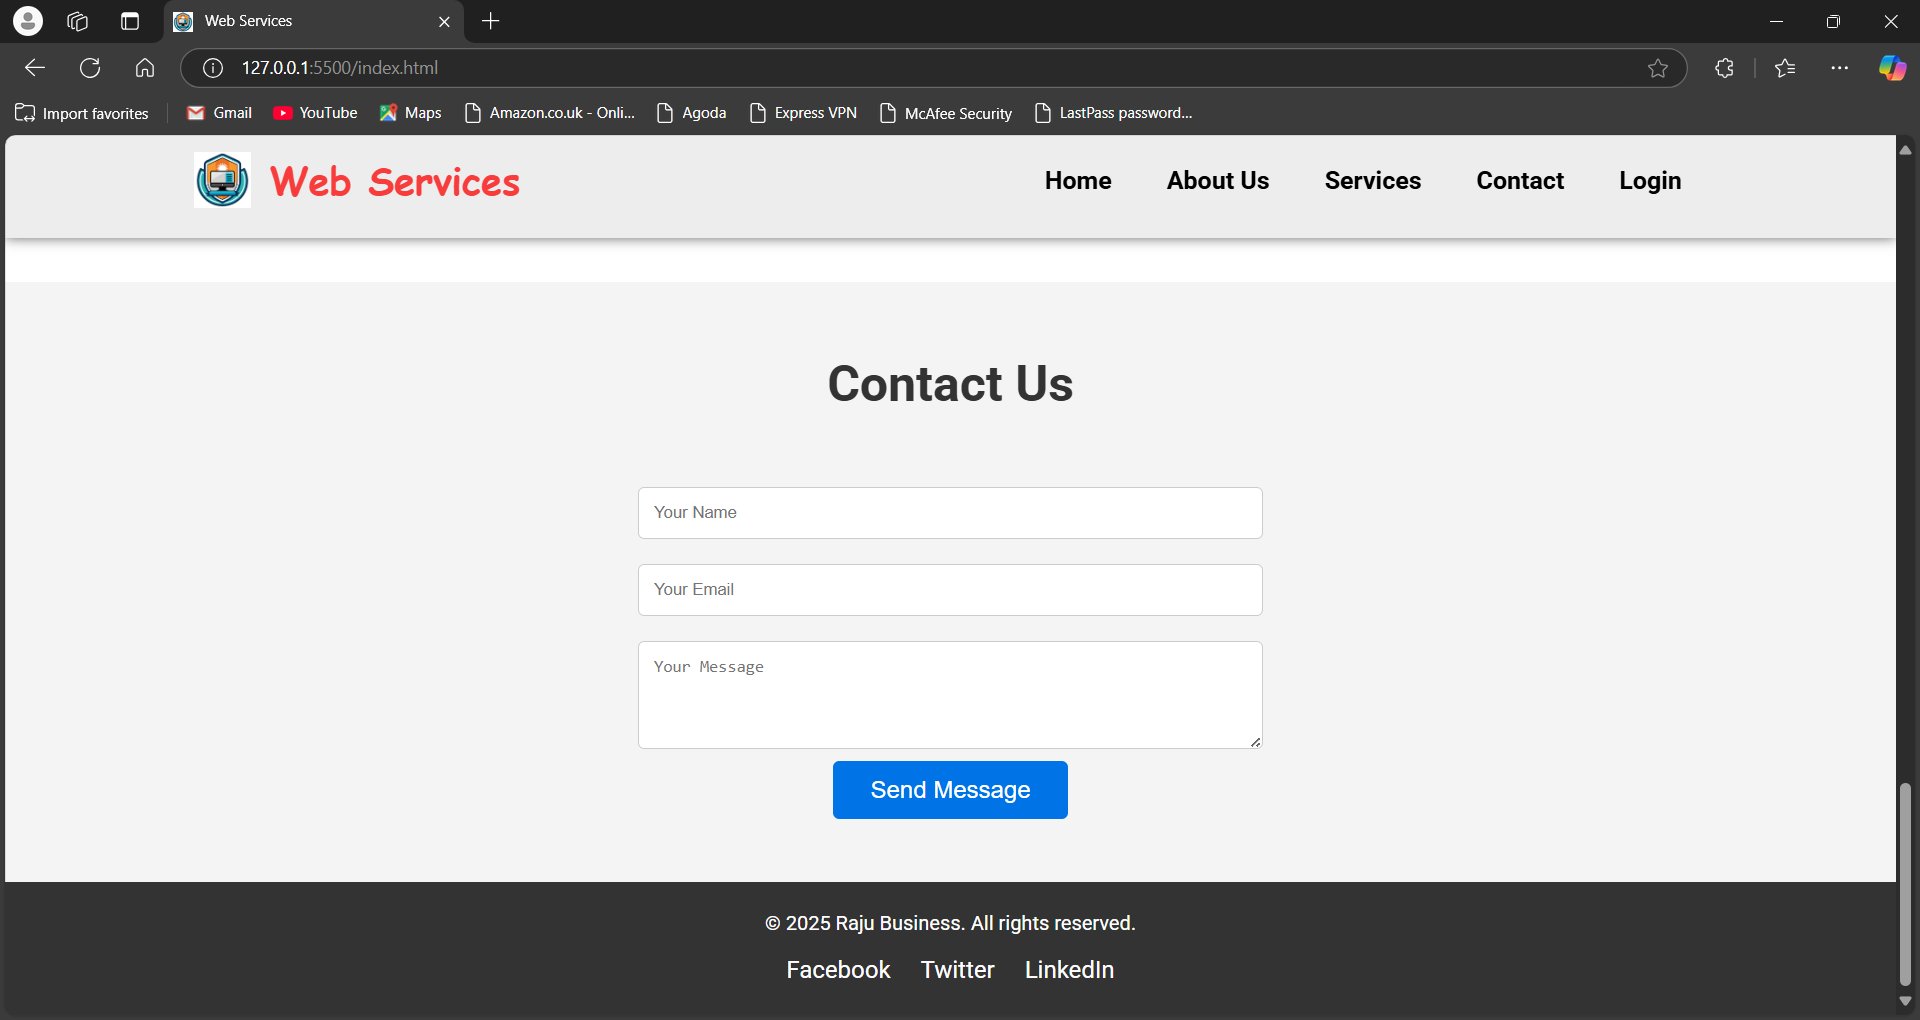 Web Services
127.0.0.1:5500/index.html
Import favorites Gmail YouTube Maps Amazon.co.uk - Onli... Agoda Express VPN McAfee Security LastPass password...
Web Services Home About Us Services Contact Login
Contact Us
Your Name
Your Email
Your Message
Send Message
© 2025 Raju Business. All rights reserved.
Facebook Twitter LinkedIn